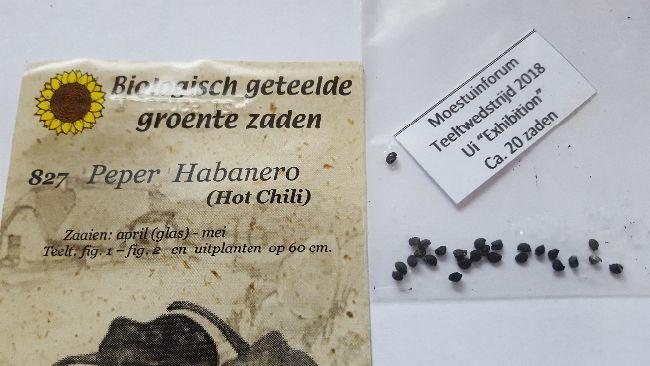 Biologisch geteelde
groente zaden
827 Peper Habanero
(Hot Chili)
Zaaien: april (glas) - mei
Teelt: fig. 1 – fig. 2 en uitplanten op 60 cm.
Moestuinforum
Teeltwedstrijd 2018
Ui "Exhibition"
Ca. 20 zaden